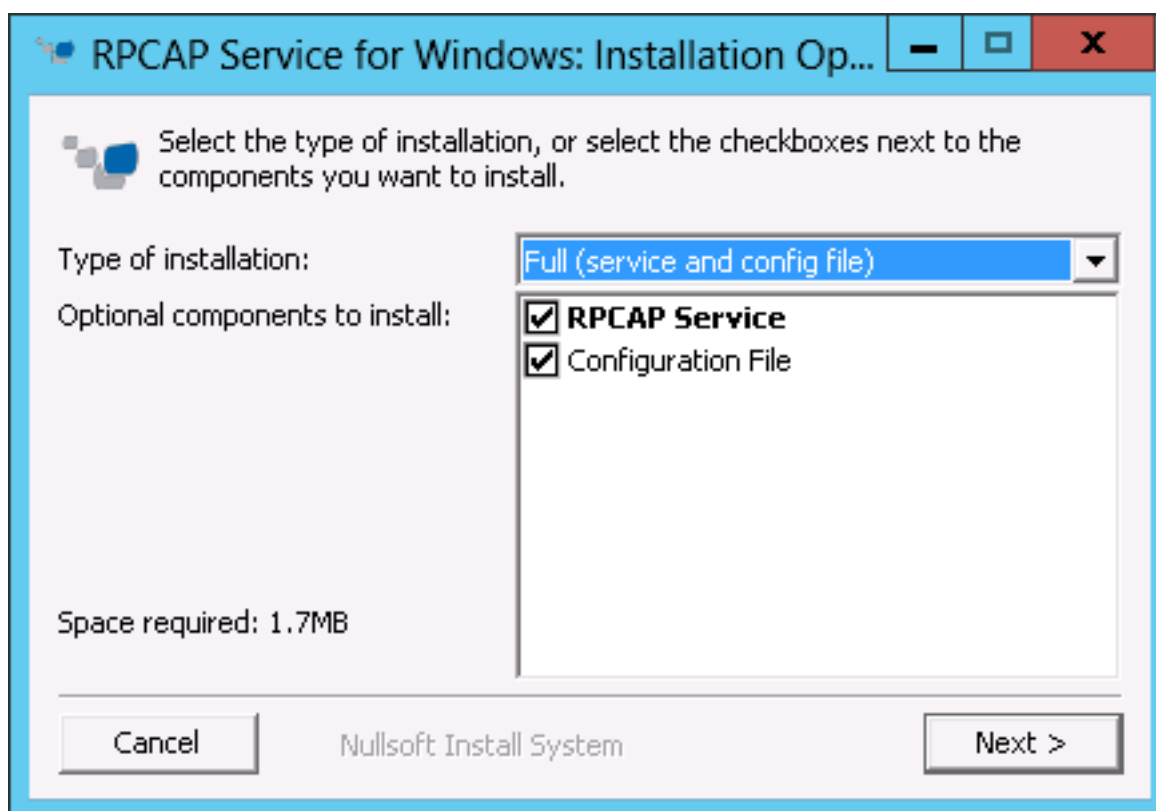 RPCAP Service for Windows: Installation Op...
Select the type of installation, or select the checkboxes next to the
components you want to install.
Type of installation:
Full (service and config file)
Optional components to install:
RPCAP Service
Configuration File
Space required: 1.7MB
Cancel
Nullsoft Install System
Next >